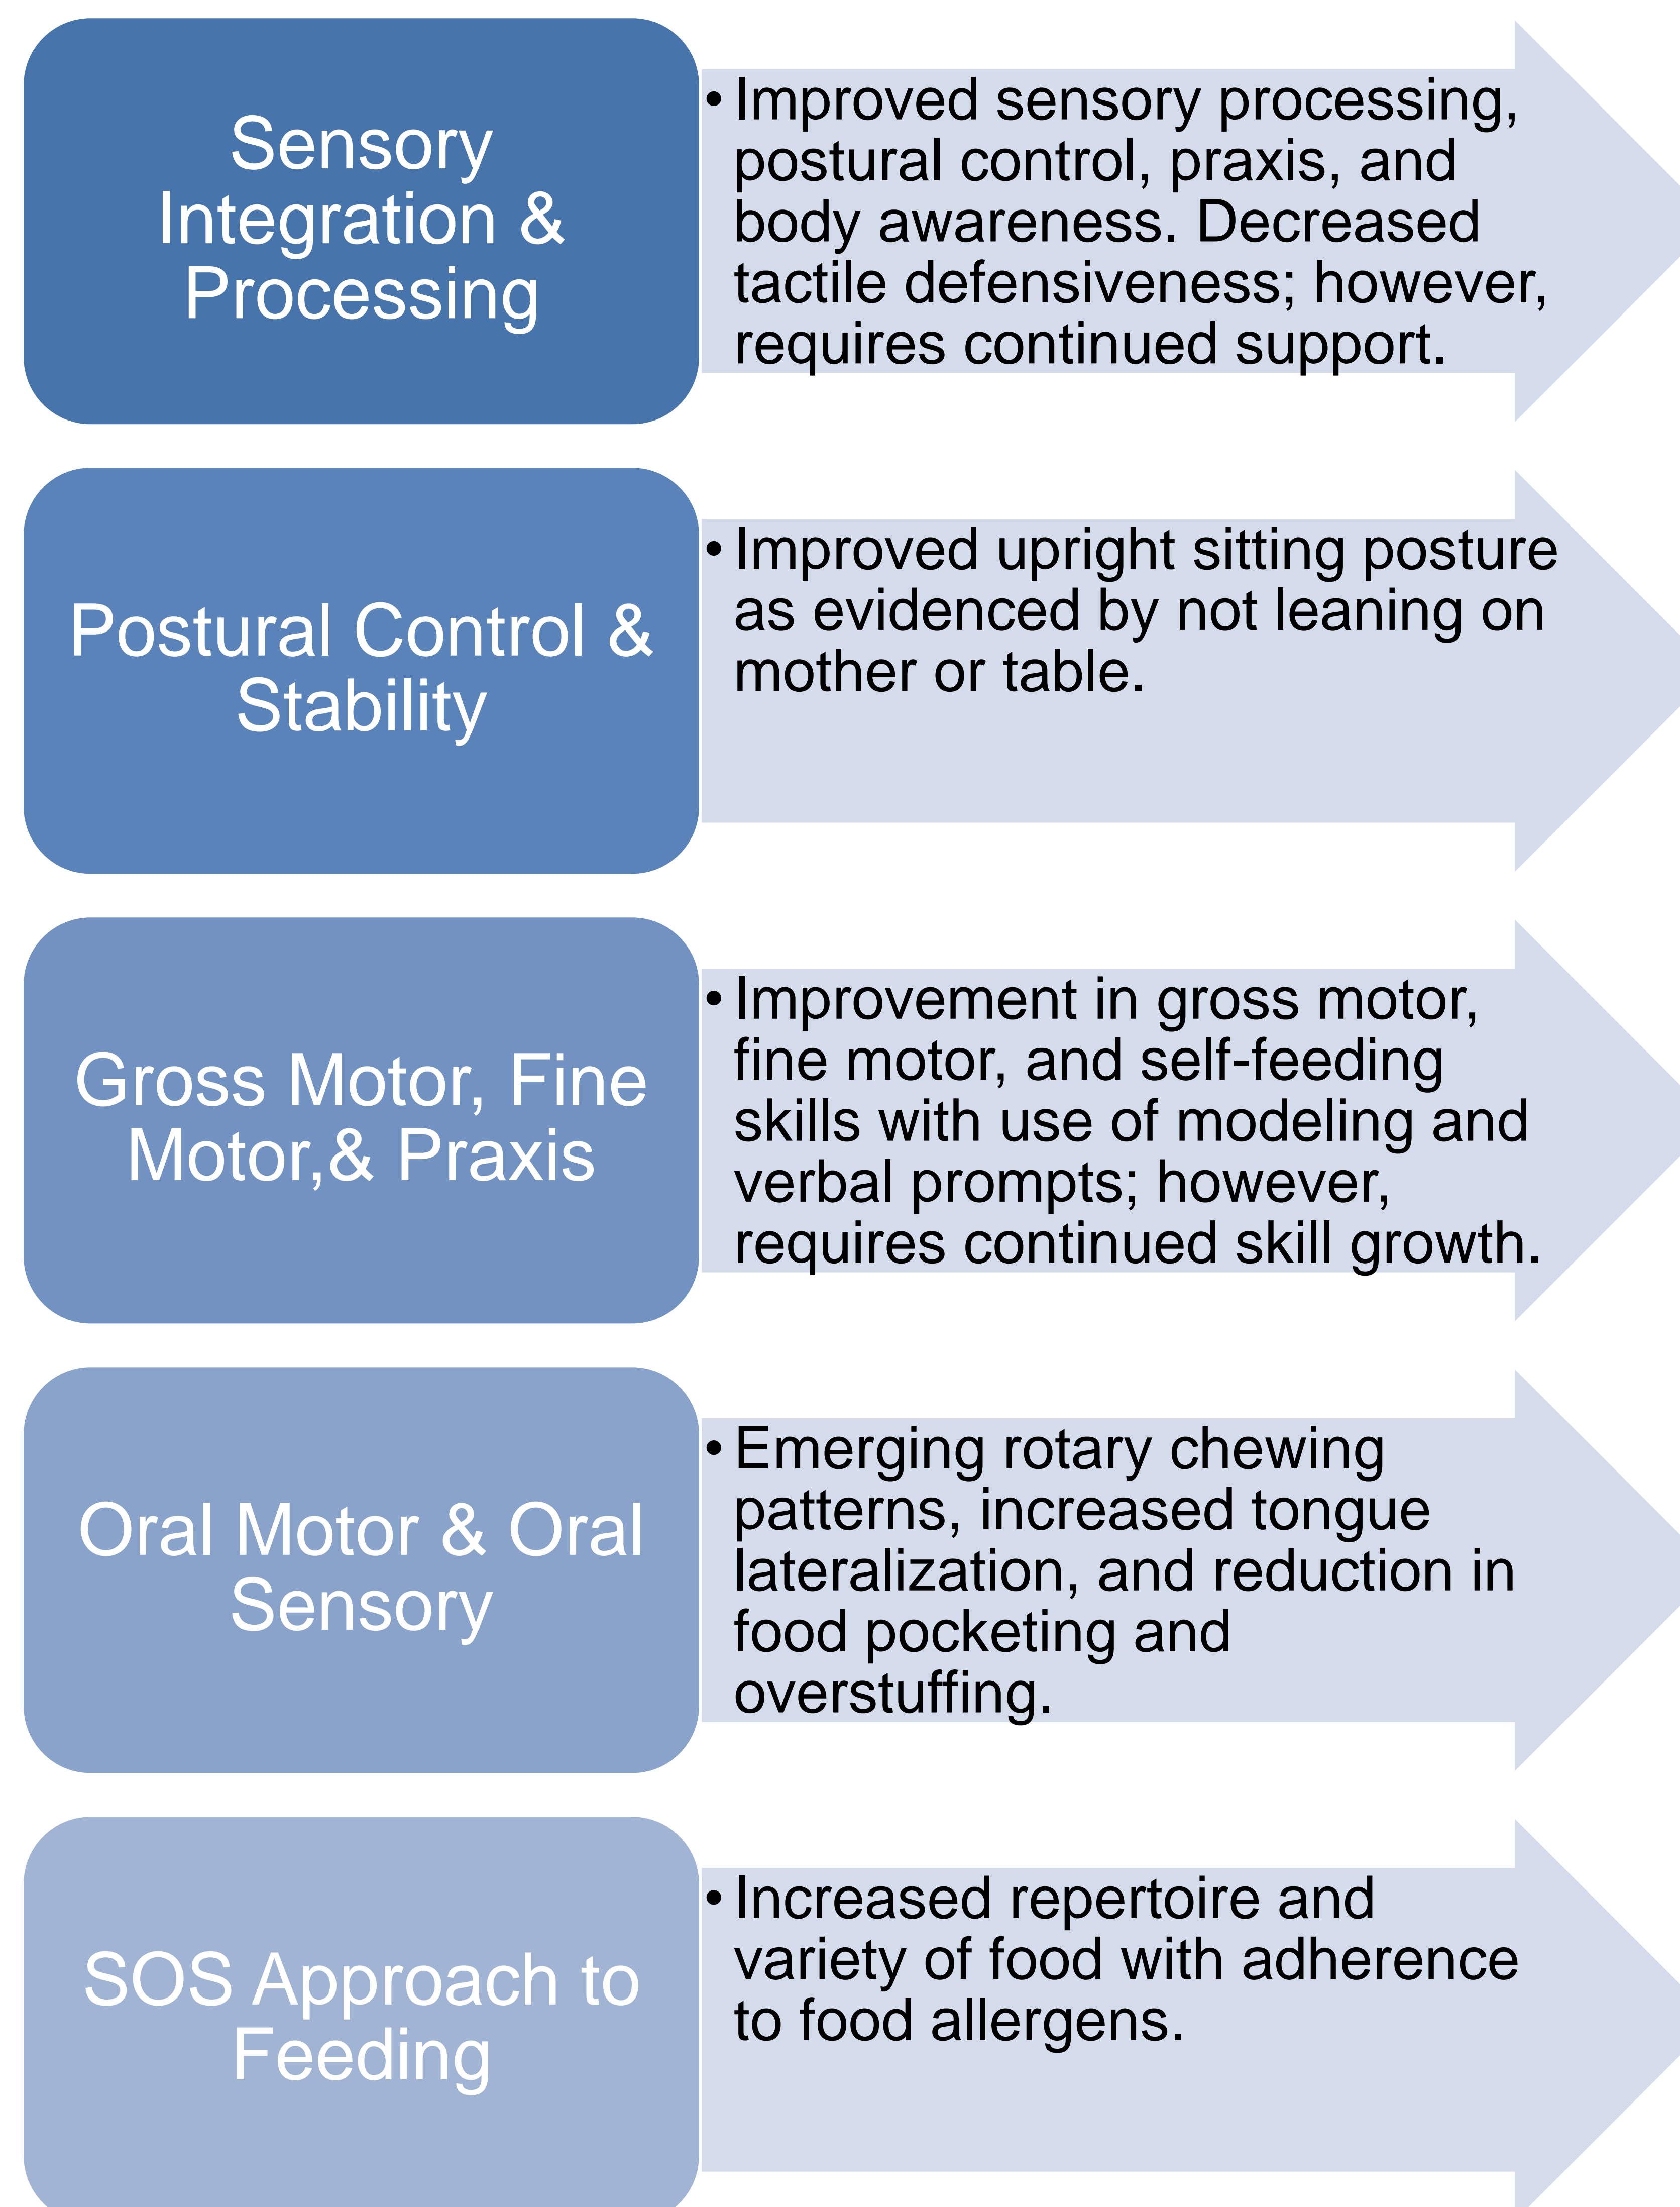 Sensory
Integration &
Processing
• Improved sensory processing,
postural control, praxis, and
body awareness. Decreased
tactile defensiveness; however,
requires continued support.
Postural Control &
Stability
• Improved upright sitting posture
as evidenced by not leaning on
mother or table.
Gross Motor, Fine
Motor,& Praxis
• Improvement in gross motor,
fine motor, and self-feeding
skills with use of modeling and
verbal prompts; however,
requires continued skill growth.
Oral Motor & Oral
Sensory
• Emerging rotary chewing
patterns, increased tongue
lateralization, and reduction in
food pocketing and
overstuffing.
SOS Approach to
Feeding
• Increased repertoire and
variety of food with adherence
to food allergens.